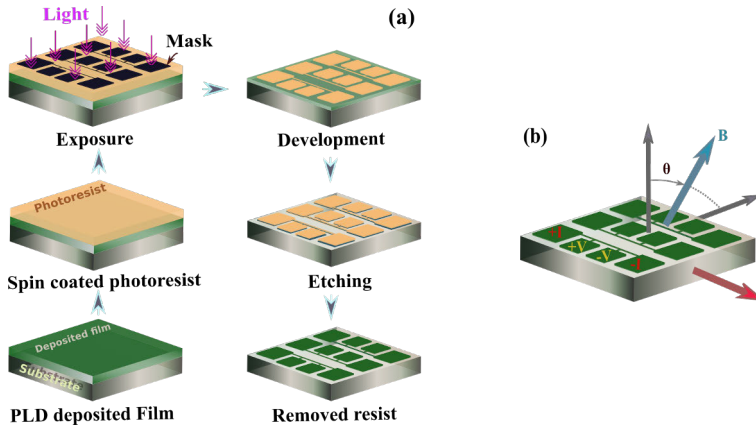 (a)
Light
Mask
Exposure
Development
Photoresist
Spin coated photoresist
Etching
Deposited film
Substrate
PLD deposited Film
Removed resist
(b)
B
θ
+I
+V
-V
-I